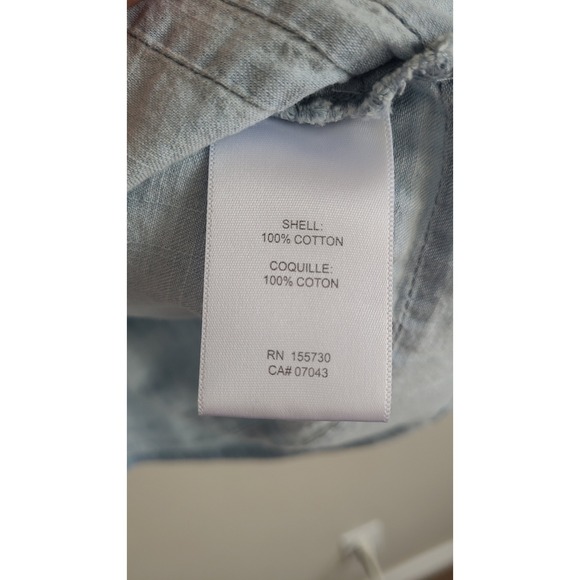 SHELL:
100% COTTON
COQUILLE:
100% COTON
RN 155730
CA# 07043